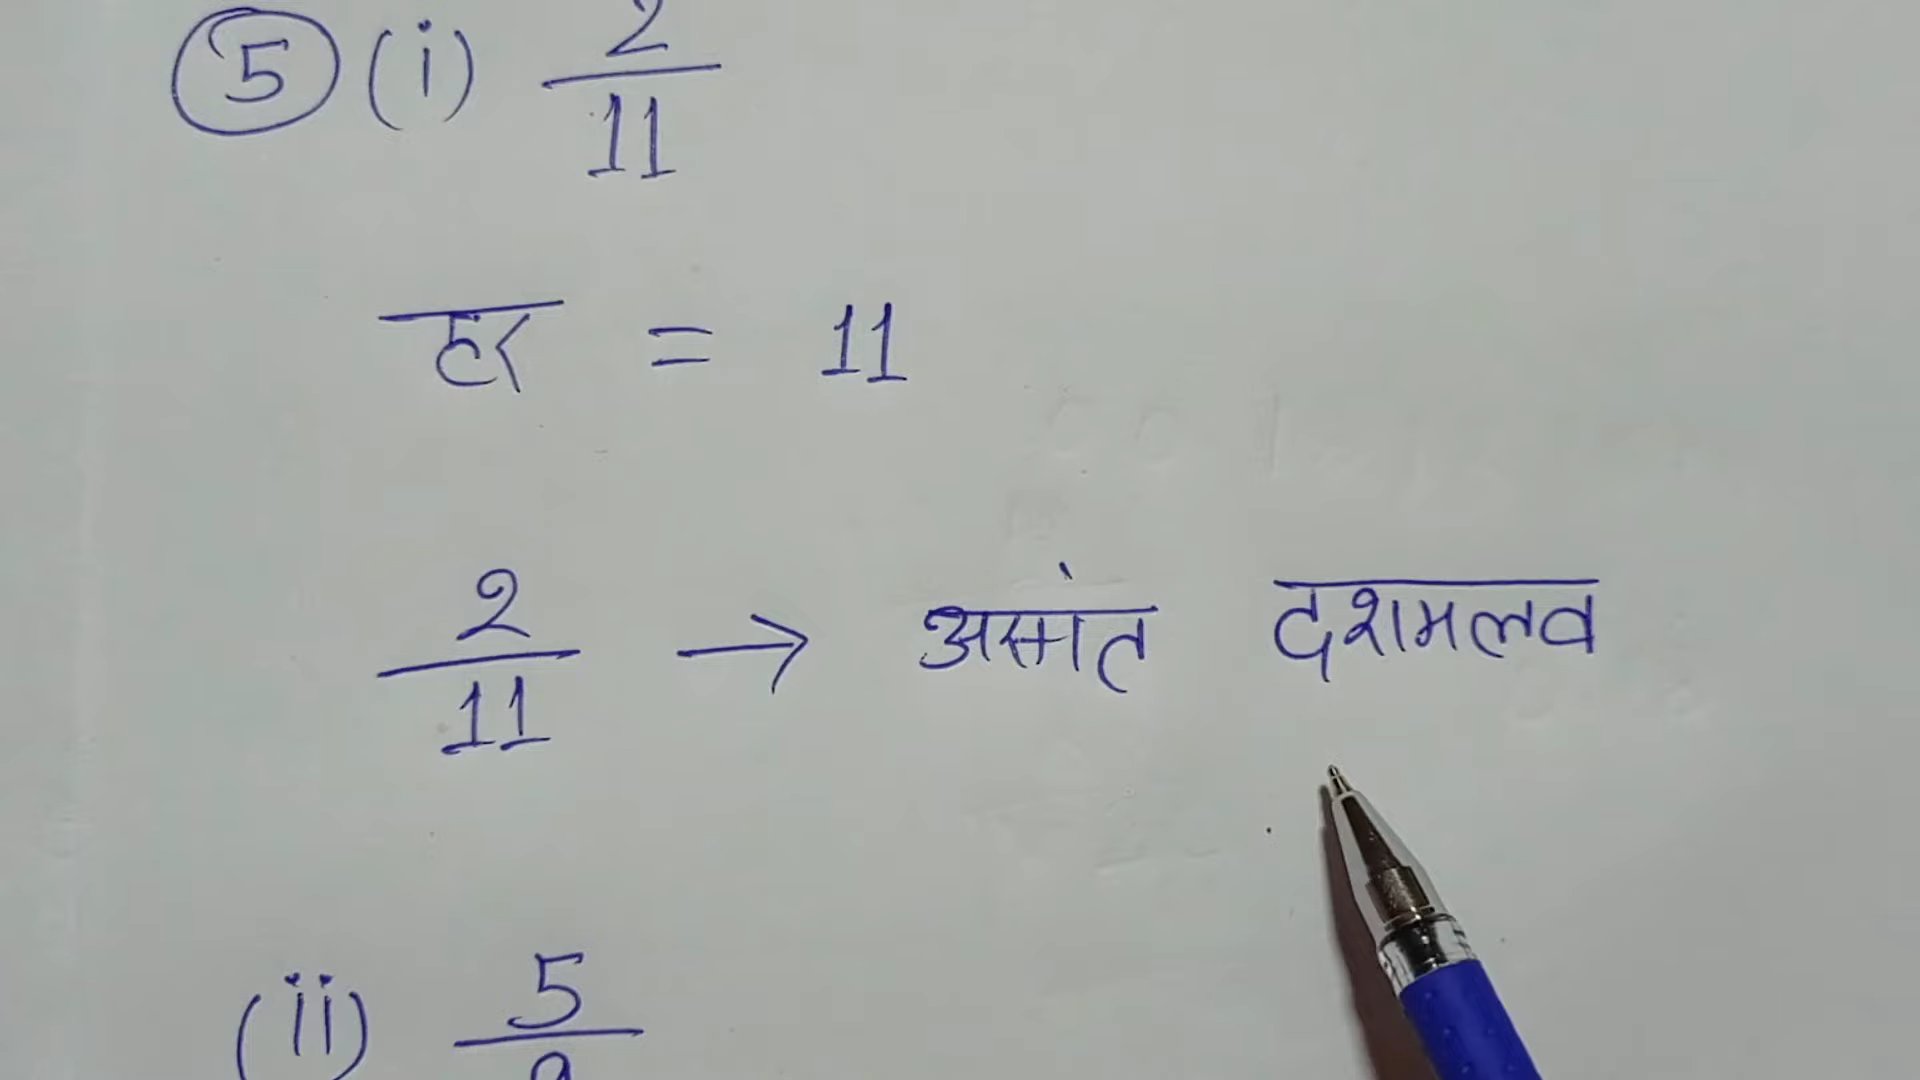 5 (i) 2/11
हर = 11
2/11 → असांत दशमलव
(ii) 5/